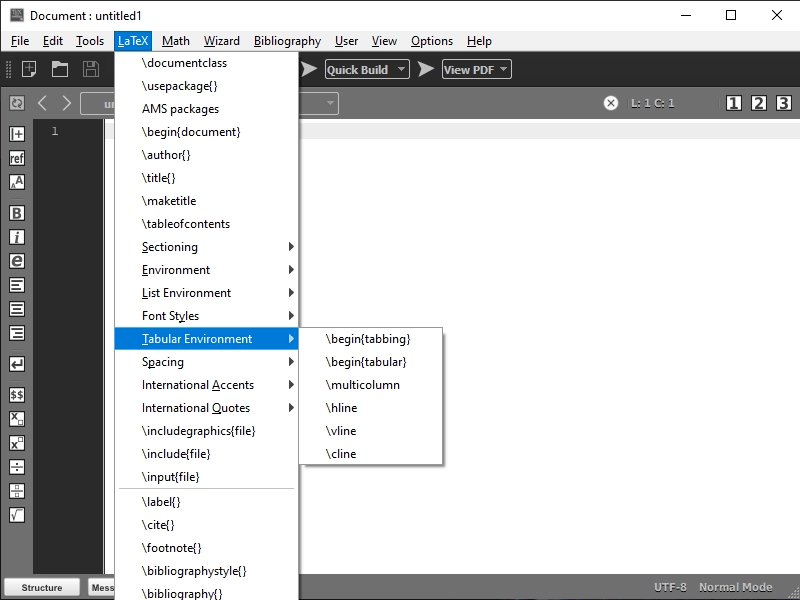 Document : untitled1
File Edit Tools LaTeX Math Wizard Bibliography User View Options Help
Quick Build View PDF
L: 1 C: 1 1 2 3
1
\documentclass
\usepackage{}
AMS packages
\begin{document}
\author{}
\title{}
\maketitle
\tableofcontents
Sectioning
Environment
List Environment
Font Styles
Tabular Environment
Spacing
International Accents
International Quotes
\includegraphics{file}
\include{file}
\input{file}
\label{}
\cite{}
\footnote{}
\bibliographystyle{}
\bibliography{}
\begin{tabbing}
\begin{tabular}
\multicolumn
\hline
\vline
\cline
ref
AA
B
i
e
$$
Structure
UTF-8 Normal Mode